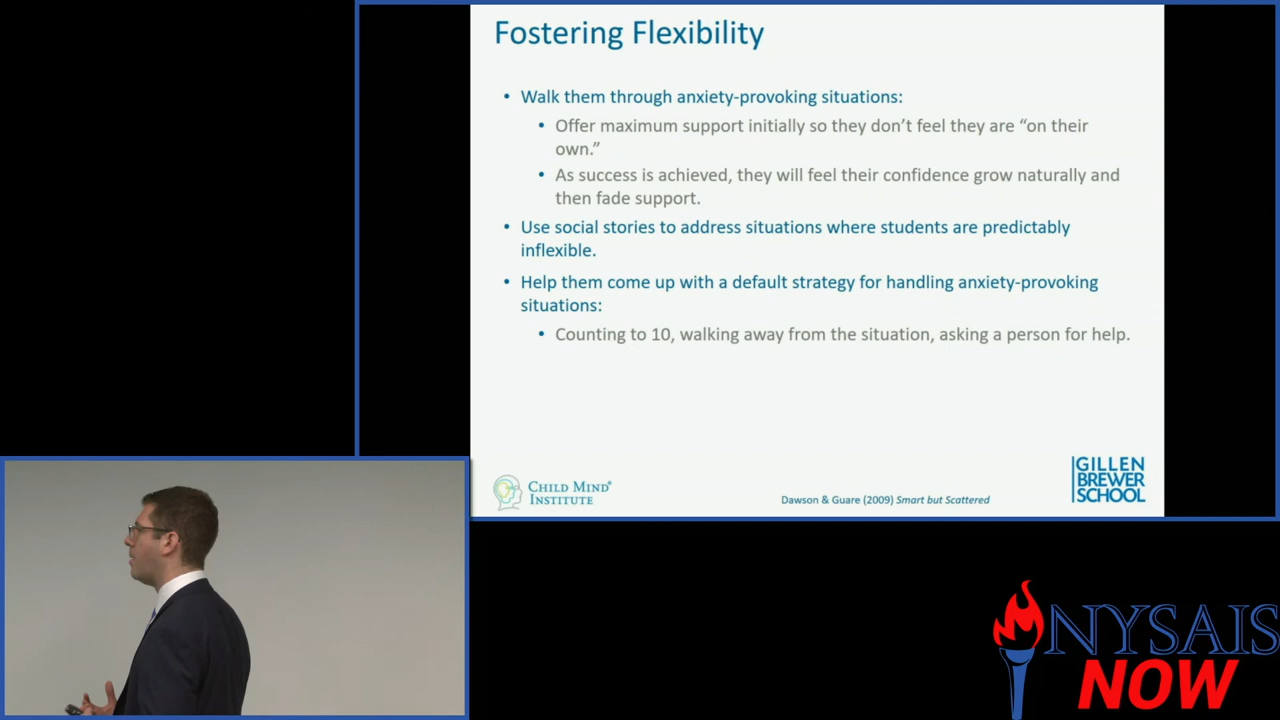 Fostering Flexibility
• Walk them through anxiety-provoking situations:
• Offer maximum support initially so they don’t feel they are “on their
own.”
• As success is achieved, they will feel their confidence grow naturally and
then fade support.
• Use social stories to address situations where students are predictably
inflexible.
• Help them come up with a default strategy for handling anxiety-provoking
situations:
• Counting to 10, walking away from the situation, asking a person for help.
CHILD MIND®
INSTITUTE
Dawson & Guare (2009) Smart but Scattered
GILLEN
BREWER
SCHOOL
NYSAIS
NOW